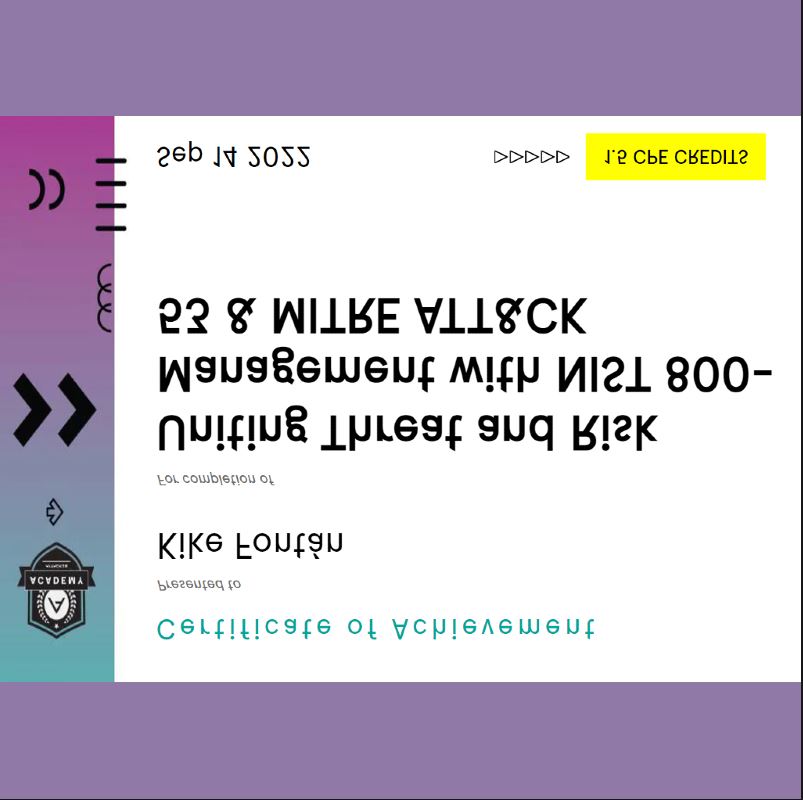 Certificate of Achievement
Presented to
Kike Fontán
For completion of
Uniting Threat and Risk
Management with NIST 800-
53 & MITRE ATT&CK
Sep 14 2022
1.5 CPE CREDITS
ACADEMY